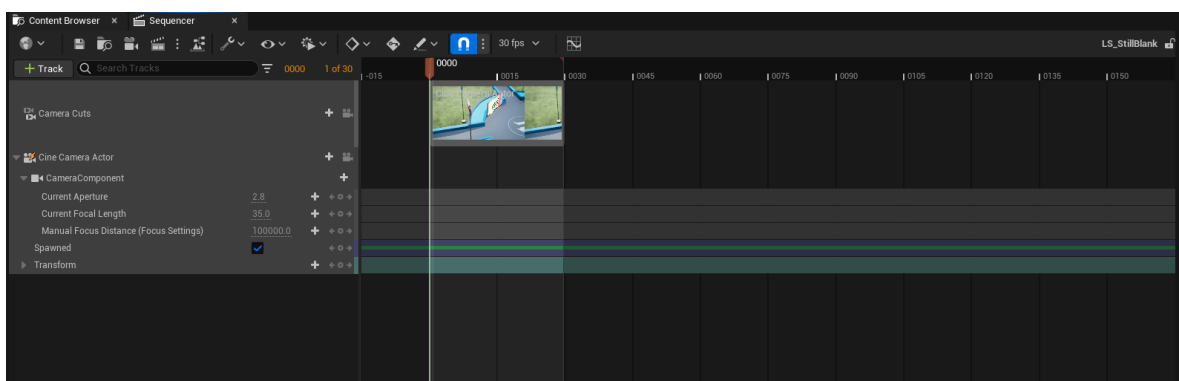 Content Browser × Sequencer ×
30 fps LS_StillBlank
+ Track Search Tracks 0000 1 of 30
-015 0000 0015 0030 0045 0060 0075 0090 0105 0120 0135 0150
Camera Cuts
Cine Camera Actor
CameraComponent
Current Aperture 2.8
Current Focal Length 35.0
Manual Focus Distance (Focus Settings) 100000.0
Spawned
Transform